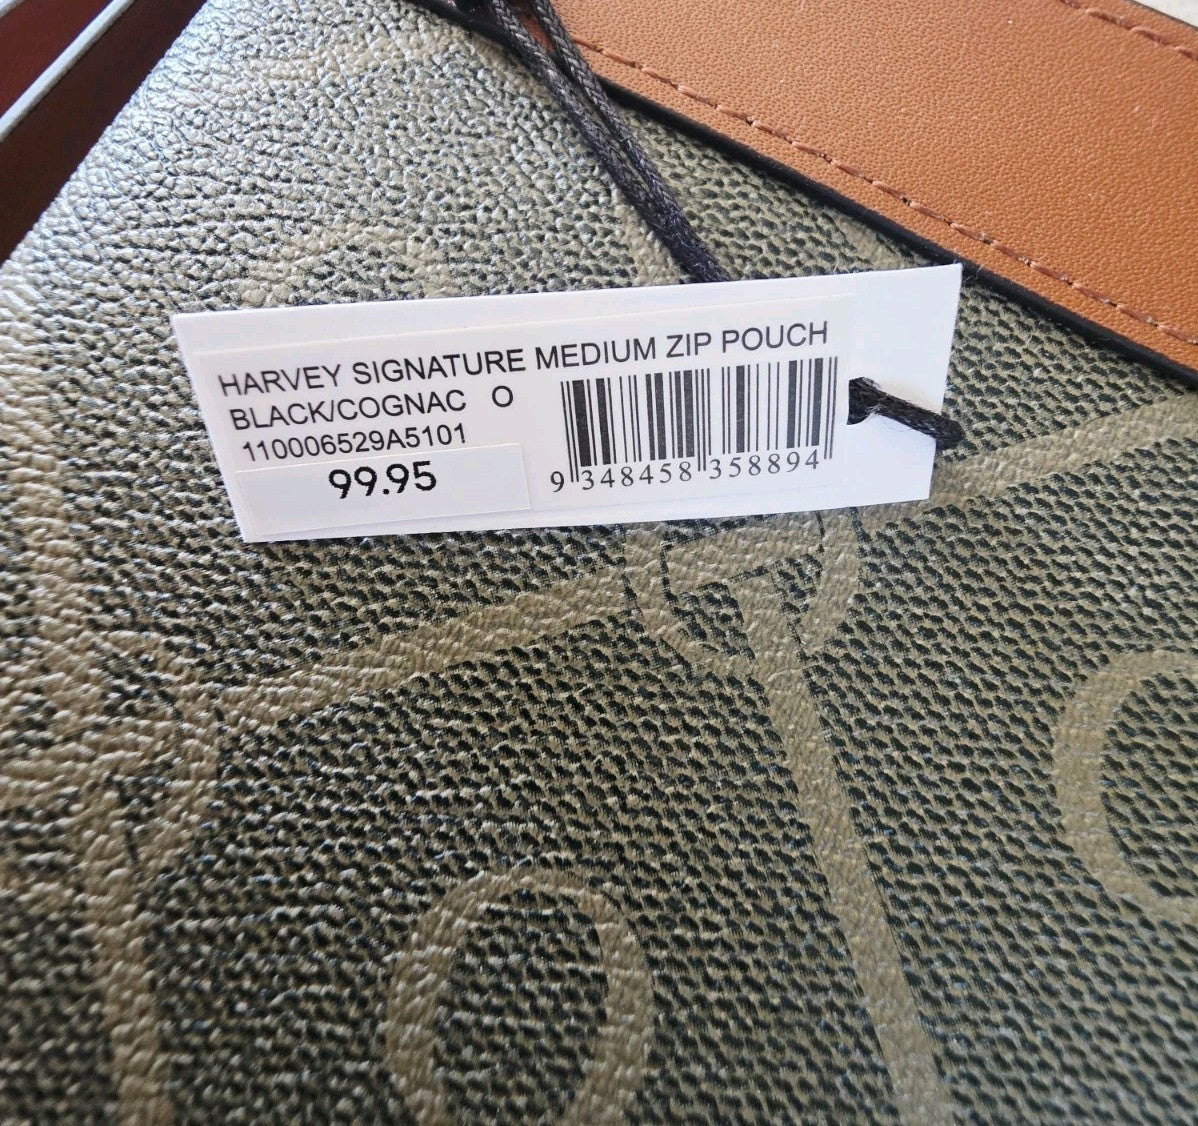 HARVEY SIGNATURE MEDIUM ZIP POUCH
BLACK/COGNAC O
110006529A5101
99.95
9 348458 358894